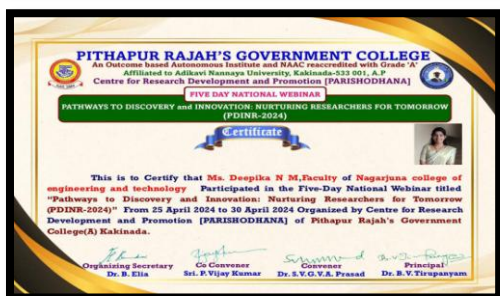 PITHAPUR RAJAH'S GOVERNMENT COLLEGE
An Outcome based Autonomous Institute and NAAC reaccredited with Grade 'A'
Affiliated to Adikavi Nannaya University, Kakinada-533 001, A.P
Centre for Research Development and Promotion [PARISHODHANA]
FIVE DAY NATIONAL WEBINAR
PATHWAYS TO DISCOVERY and INNOVATION: NURTURING RESEARCHERS FOR TOMORROW
(PDINR-2024)
Certificate
This is to Certify that Ms. Deepika N M,Faculty of Nagarjuna college of
engineering and technology Participated in the Five-Day National Webinar titled
"Pathways to Discovery and Innovation: Nurturing Researchers for Tomorrow
(PDINR-2024)" From 25 April 2024 to 30 April 2024 Organized by Centre for Research
Development and Promotion [PARISHODHANA] of Pithapur Rajah's Government
College(A) Kakinada.
Organizing Secretary Co Convener Convener Principal
Dr. B. Elia Sri. P. Vijay Kumar Dr. S.V.G.V.A. Prasad Dr. B.V. Tirupanyam